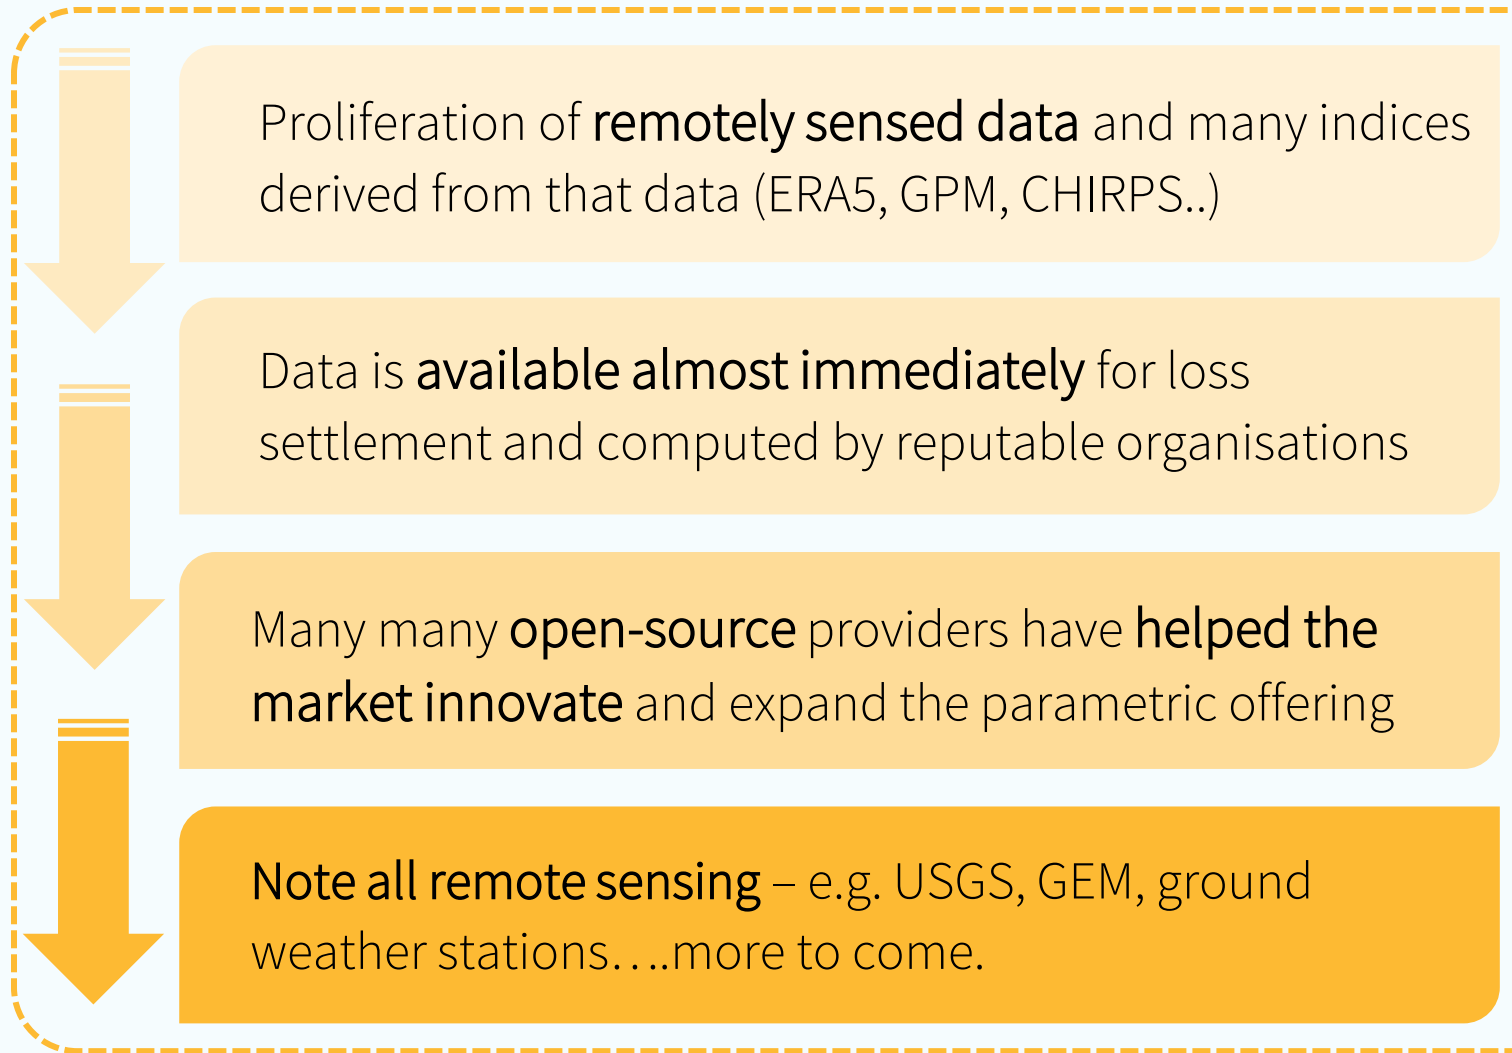 Proliferation of remotely sensed data and many indices
derived from that data (ERA5, GPM, CHIRPS..)
Data is available almost immediately for loss
settlement and computed by reputable organisations
Many many open-source providers have helped the
market innovate and expand the parametric offering
Note all remote sensing – e.g. USGS, GEM, ground
weather stations….more to come.